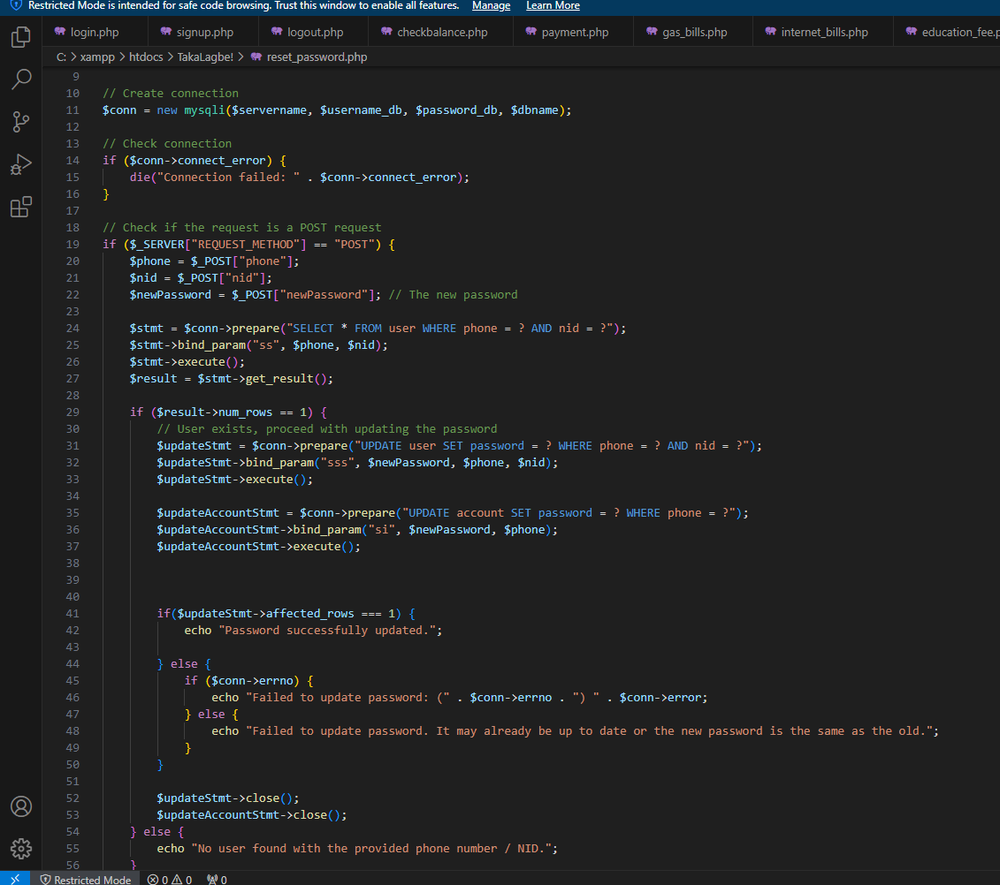 Restricted Mode is intended for safe code browsing. Trust this window to enable all features. Manage Learn More
login.php signup.php logout.php checkbalance.php payment.php gas_bills.php internet_bills.php education_fee.p
C: > xampp > htdocs > TakaLagbe! > reset_password.php
9
10 // Create connection
11 $conn = new mysqli($servername, $username_db, $password_db, $dbname);
12
13 // Check connection
14 if ($conn->connect_error) {
15 die("Connection failed: " . $conn->connect_error);
16 }
17
18 // Check if the request is a POST request
19 if ($_SERVER["REQUEST_METHOD"] == "POST") {
20 $phone = $_POST["phone"];
21 $nid = $_POST["nid"];
22 $newPassword = $_POST["newPassword"]; // The new password
23
24 $stmt = $conn->prepare("SELECT * FROM user WHERE phone = ? AND nid = ?");
25 $stmt->bind_param("ss", $phone, $nid);
26 $stmt->execute();
27 $result = $stmt->get_result();
28
29 if ($result->num_rows == 1) {
30 // User exists, proceed with updating the password
31 $updateStmt = $conn->prepare("UPDATE user SET password = ? WHERE phone = ? AND nid = ?");
32 $updateStmt->bind_param("sss", $newPassword, $phone, $nid);
33 $updateStmt->execute();
34
35 $updateAccountStmt = $conn->prepare("UPDATE account SET password = ? WHERE phone = ?");
36 $updateAccountStmt->bind_param("si", $newPassword, $phone);
37 $updateAccountStmt->execute();
38
39
40
41 if($updateStmt->affected_rows === 1) {
42 echo "Password successfully updated.";
43
44 } else {
45 if ($conn->errno) {
46 echo "Failed to update password: (" . $conn->errno . ") " . $conn->error;
47 } else {
48 echo "Failed to update password. It may already be up to date or the new password is the same as the old.";
49 }
50 }
51
52 $updateStmt->close();
53 $updateAccountStmt->close();
54 } else {
55 echo "No user found with the provided phone number / NID.";
56 }
Restricted Mode 0 0 0